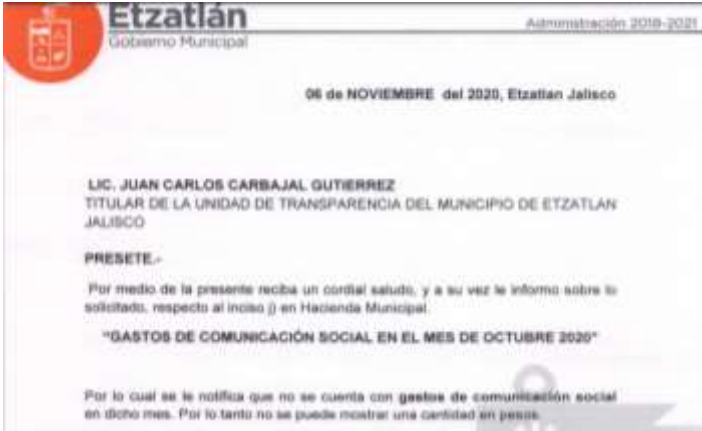 Etzatlán
Gobierno Municipal
Administración 2018-2021
06 de NOVIEMBRE del 2020, Etzatlan Jalisco
LIC. JUAN CARLOS CARBAJAL GUTIERREZ
TITULAR DE LA UNIDAD DE TRANSPARENCIA DEL MUNICIPIO DE ETZATLAN
JALISCO
PRESETE.-
Por medio de la presente reciba un cordial saludo, y a su vez le informo sobre lo
solicitado, respecto al inciso j) en Hacienda Municipal.
"GASTOS DE COMUNICACIÓN SOCIAL EN EL MES DE OCTUBRE 2020"
Por lo cual se le notifica que no se cuenta con gastos de comunicación social
en dicho mes. Por lo tanto no se puede mostrar una cantidad en pesos.